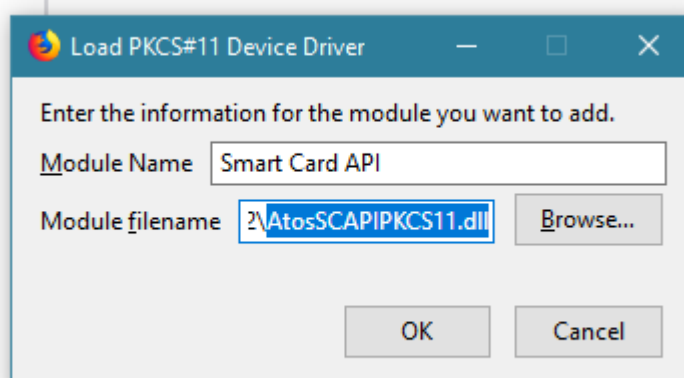 Load PKCS#11 Device Driver
Enter the information for the module you want to add.
Module Name Smart Card API
Module filename 2\AtosSCAPIPKCS11.dll Browse...
OK Cancel